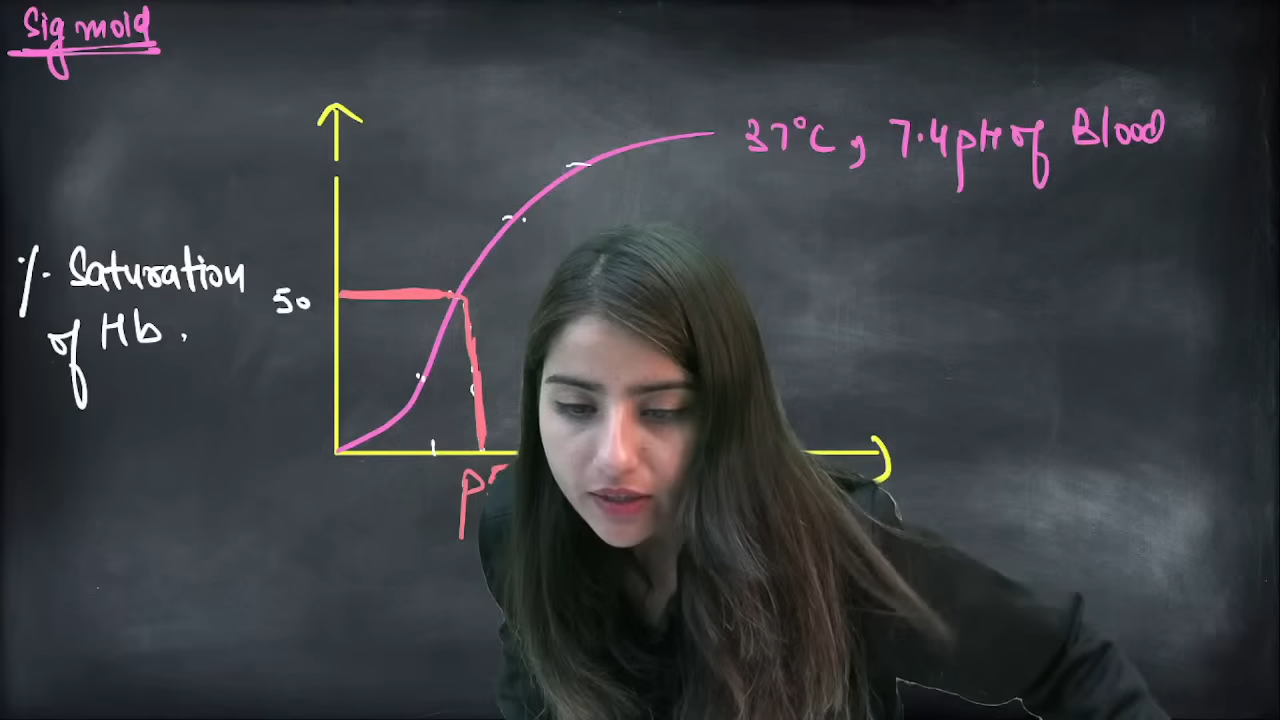 Sigmoid
37°C, 7.4 pH of Blood
% Saturation
of Hb.
50